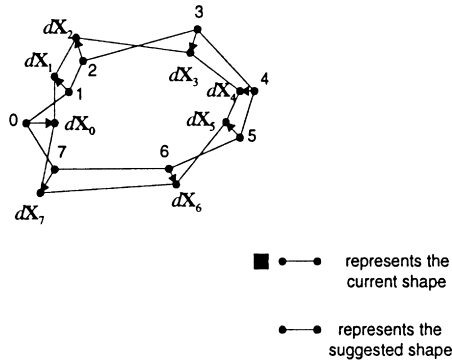 3
dX₂
2
dX₁
dX₃
4
1
dX₄
0
dX₀
dX₅
5
7
6
dX₇
dX₆
represents the
current shape
represents the
suggested shape